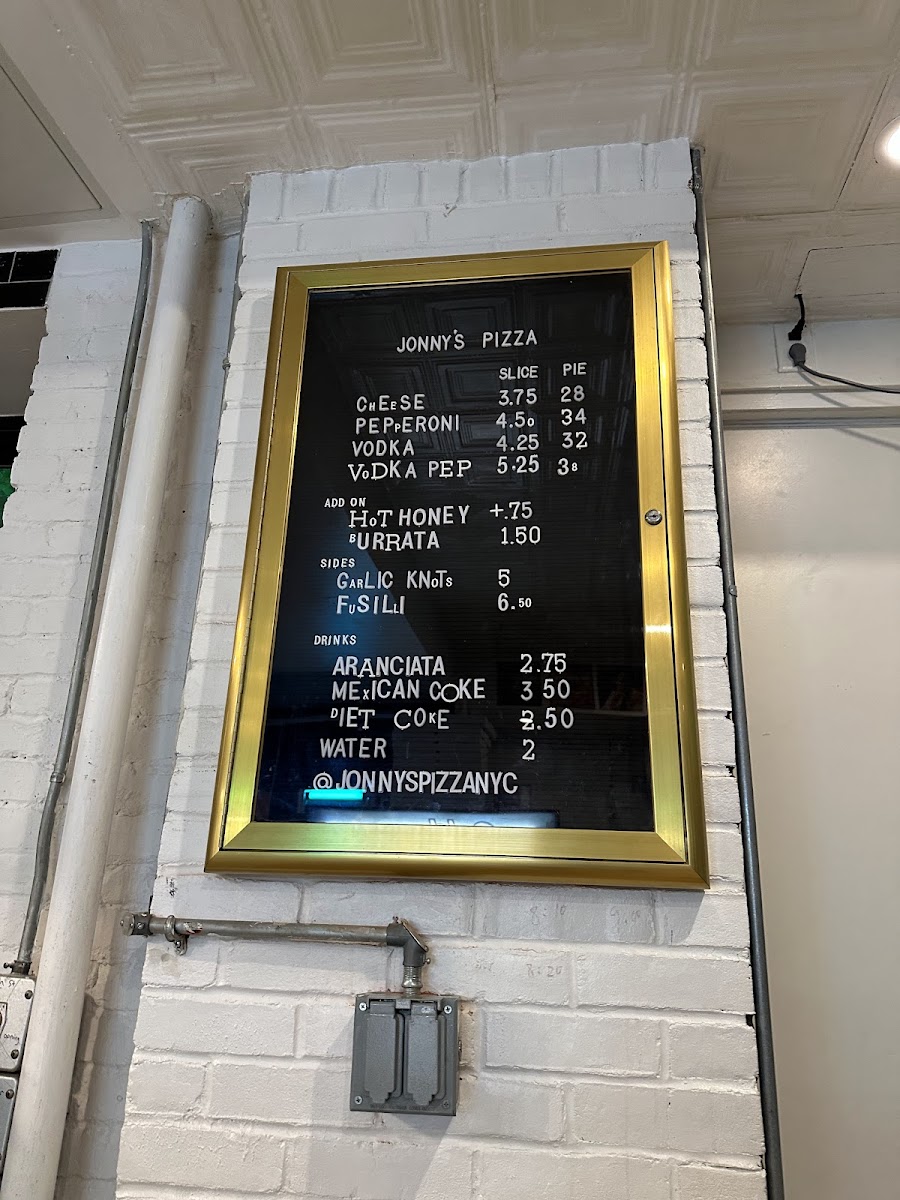 JONNY'S PIZZA
SLICE PIE
CHEESE 3.75 28
PEPPERONI 4.50 34
VODKA 4.25 32
VODKA PEP 5.25 38
ADD ON
HOT HONEY +.75
BURRATA 1.50
SIDES
GARLIC KNOTS 5
FUSILLI 6.50
DRINKS
ARANCIATA 2.75
MEXICAN COKE 3 50
DIET COKE 2.50
WATER 2
@JONNYSPIZZANYC